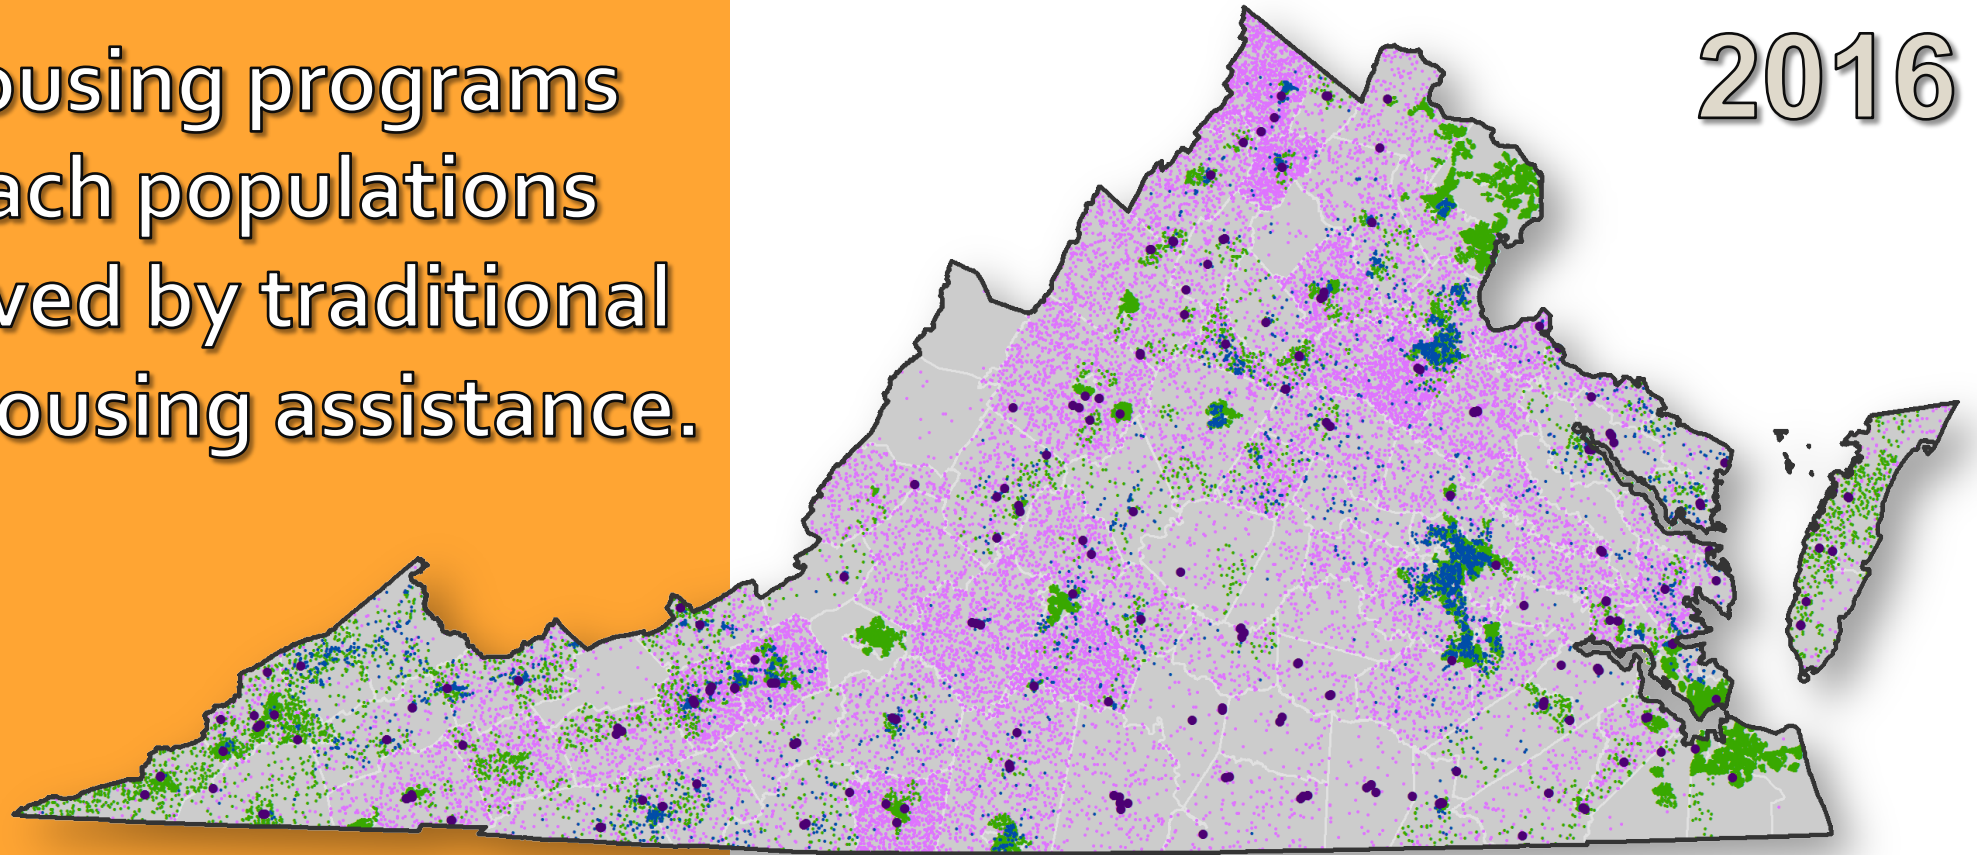 ousing programs
ach populations
ved by traditional
ousing assistance.
2016